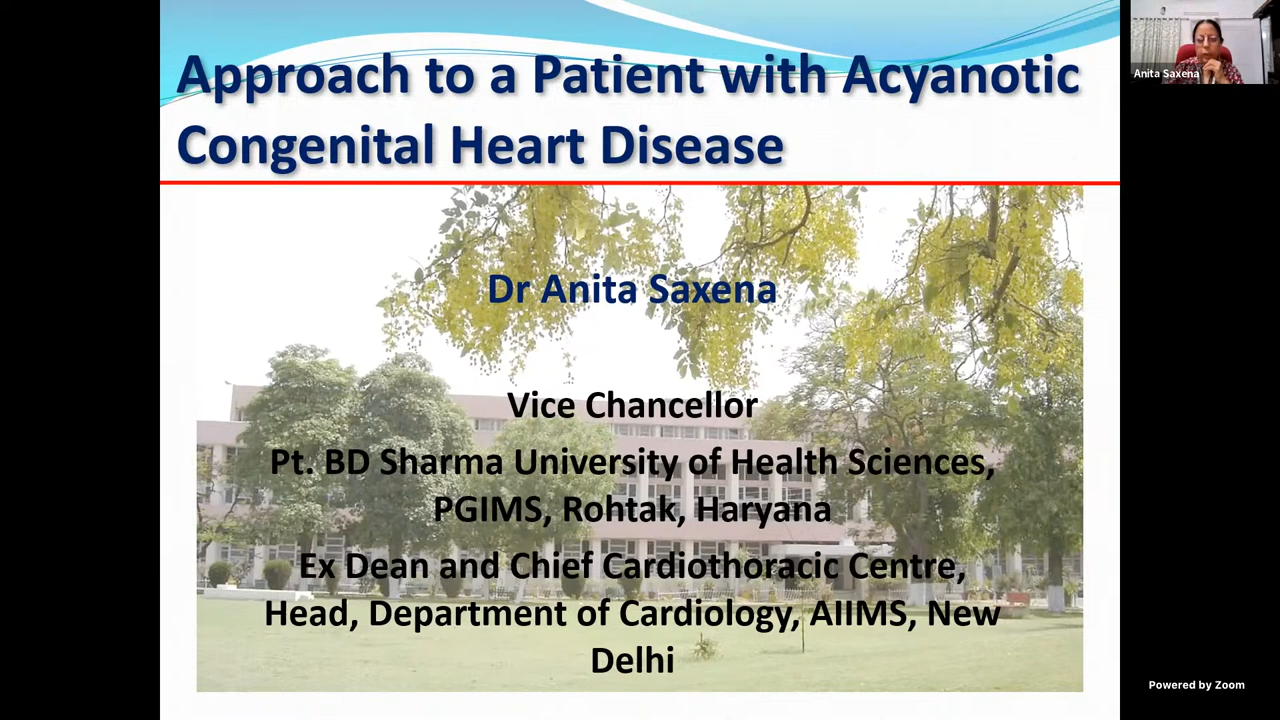 Approach to a Patient with Acyanotic
Congenital Heart Disease
Anita Saxena
Dr Anita Saxena
Vice Chancellor
Pt. BD Sharma University of Health Sciences,
PGIMS, Rohtak, Haryana
Ex Dean and Chief Cardiothoracic Centre,
Head, Department of Cardiology, AIIMS, New
Delhi
Powered by Zoom